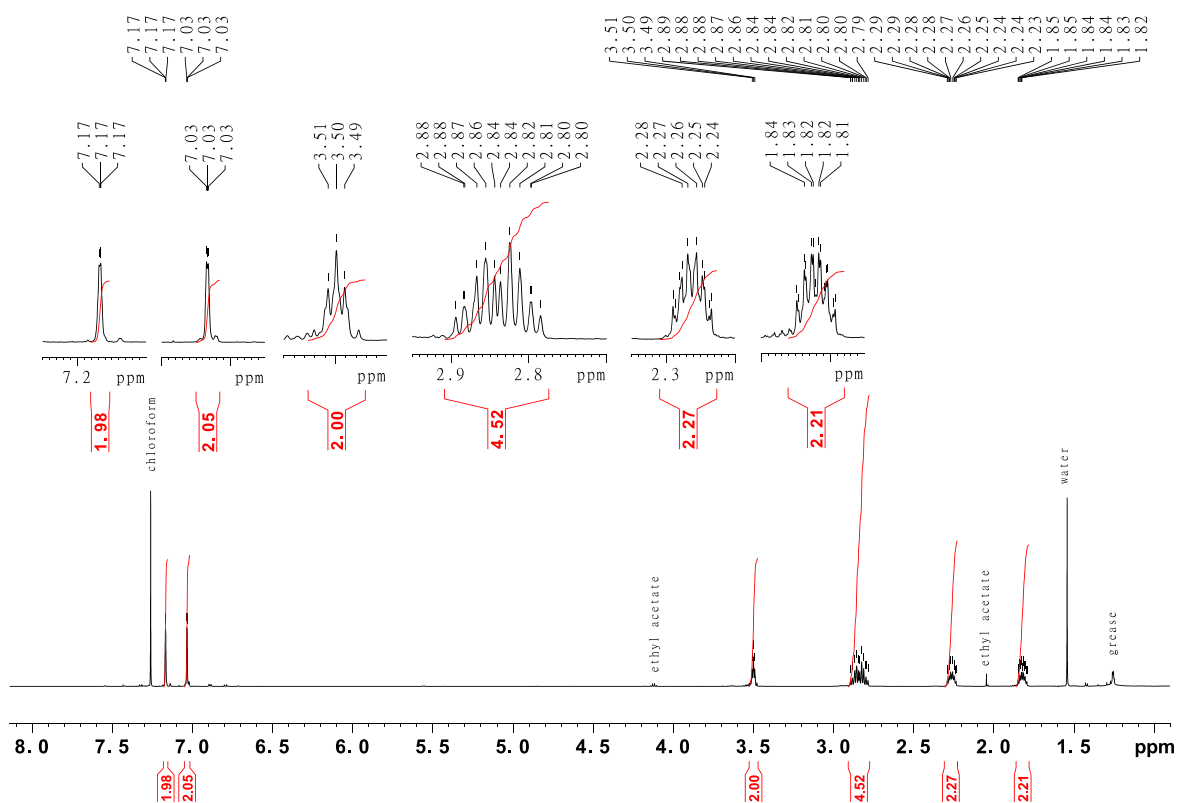 7.17 7.17 7.17 7.03 7.03 7.03
3.51 3.50 3.49 2.89 2.88 2.88 2.87 2.86 2.84 2.84 2.82 2.81 2.80 2.80 2.79 2.29 2.29 2.28 2.28 2.27 2.26 2.25 2.24 2.24 2.23 1.85 1.85 1.84 1.84 1.83 1.82
7.17 7.17 7.17
7.03 7.03 7.03
3.51 3.50 3.49
2.88 2.88 2.87 2.86 2.84 2.84 2.82 2.81 2.80 2.80
2.28 2.27 2.26 2.25 2.24
1.84 1.83 1.82 1.82 1.81
7.2 ppm
ppm
ppm
2.9 2.8 ppm
2.3 ppm
ppm
1.98
2.05
2.00
4.52
2.27
2.21
chloroform
ethyl acetate
ethyl acetate
water
grease
8.0 7.5 7.0 6.5 6.0 5.5 5.0 4.5 4.0 3.5 3.0 2.5 2.0 1.5 ppm
1.98 2.05 2.00 4.52 2.27 2.21